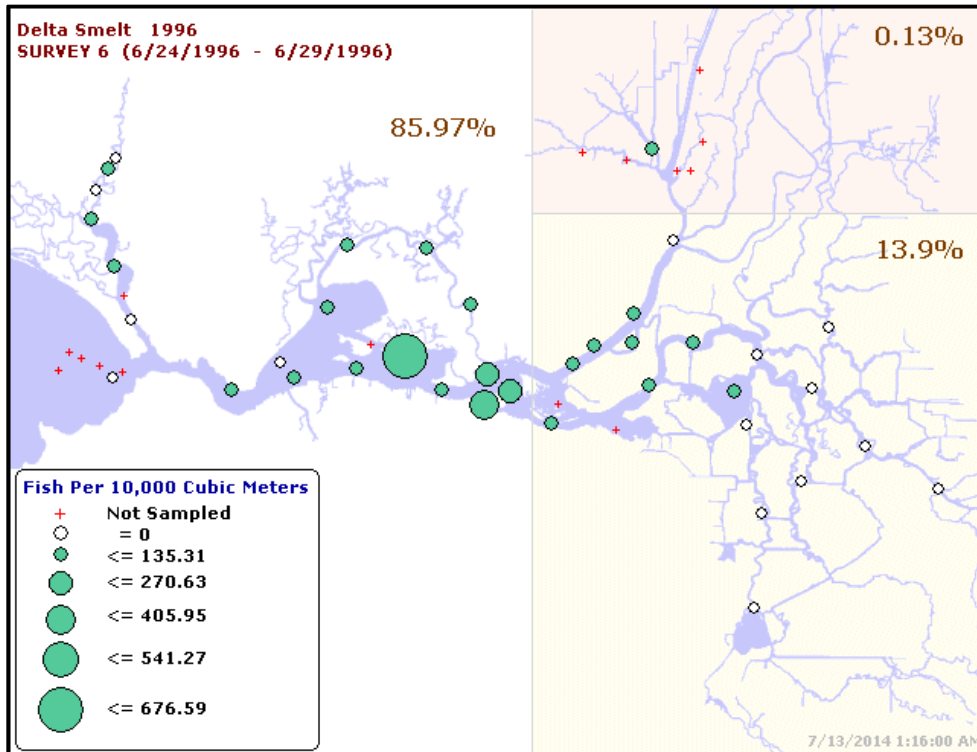 Delta Smelt 1996
SURVEY 6 (6/24/1996 - 6/29/1996)
0.13%
85.97%
13.9%
Fish Per 10,000 Cubic Meters
Not Sampled
= 0
<= 135.31
<= 270.63
<= 405.95
<= 541.27
<= 676.59
7/13/2014 1:16:00 AM